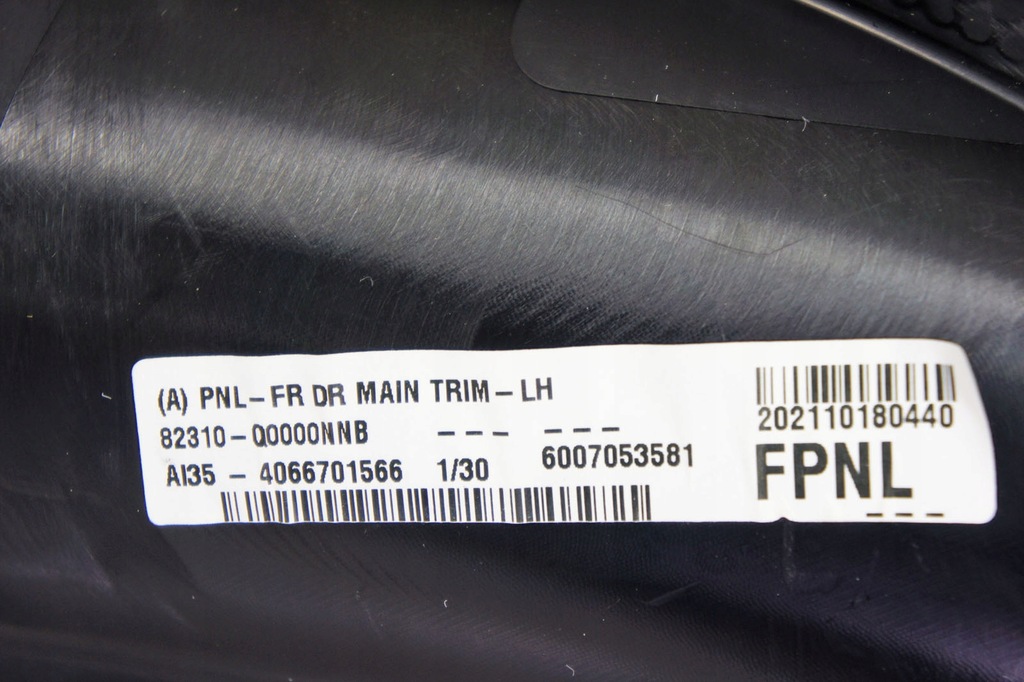 (A) PNL-FR DR MAIN TRIM-LH
82310-Q0000NNB --- ---
AI35 - 4066701566 1/30 6007053581
202110180440
FPNL
---